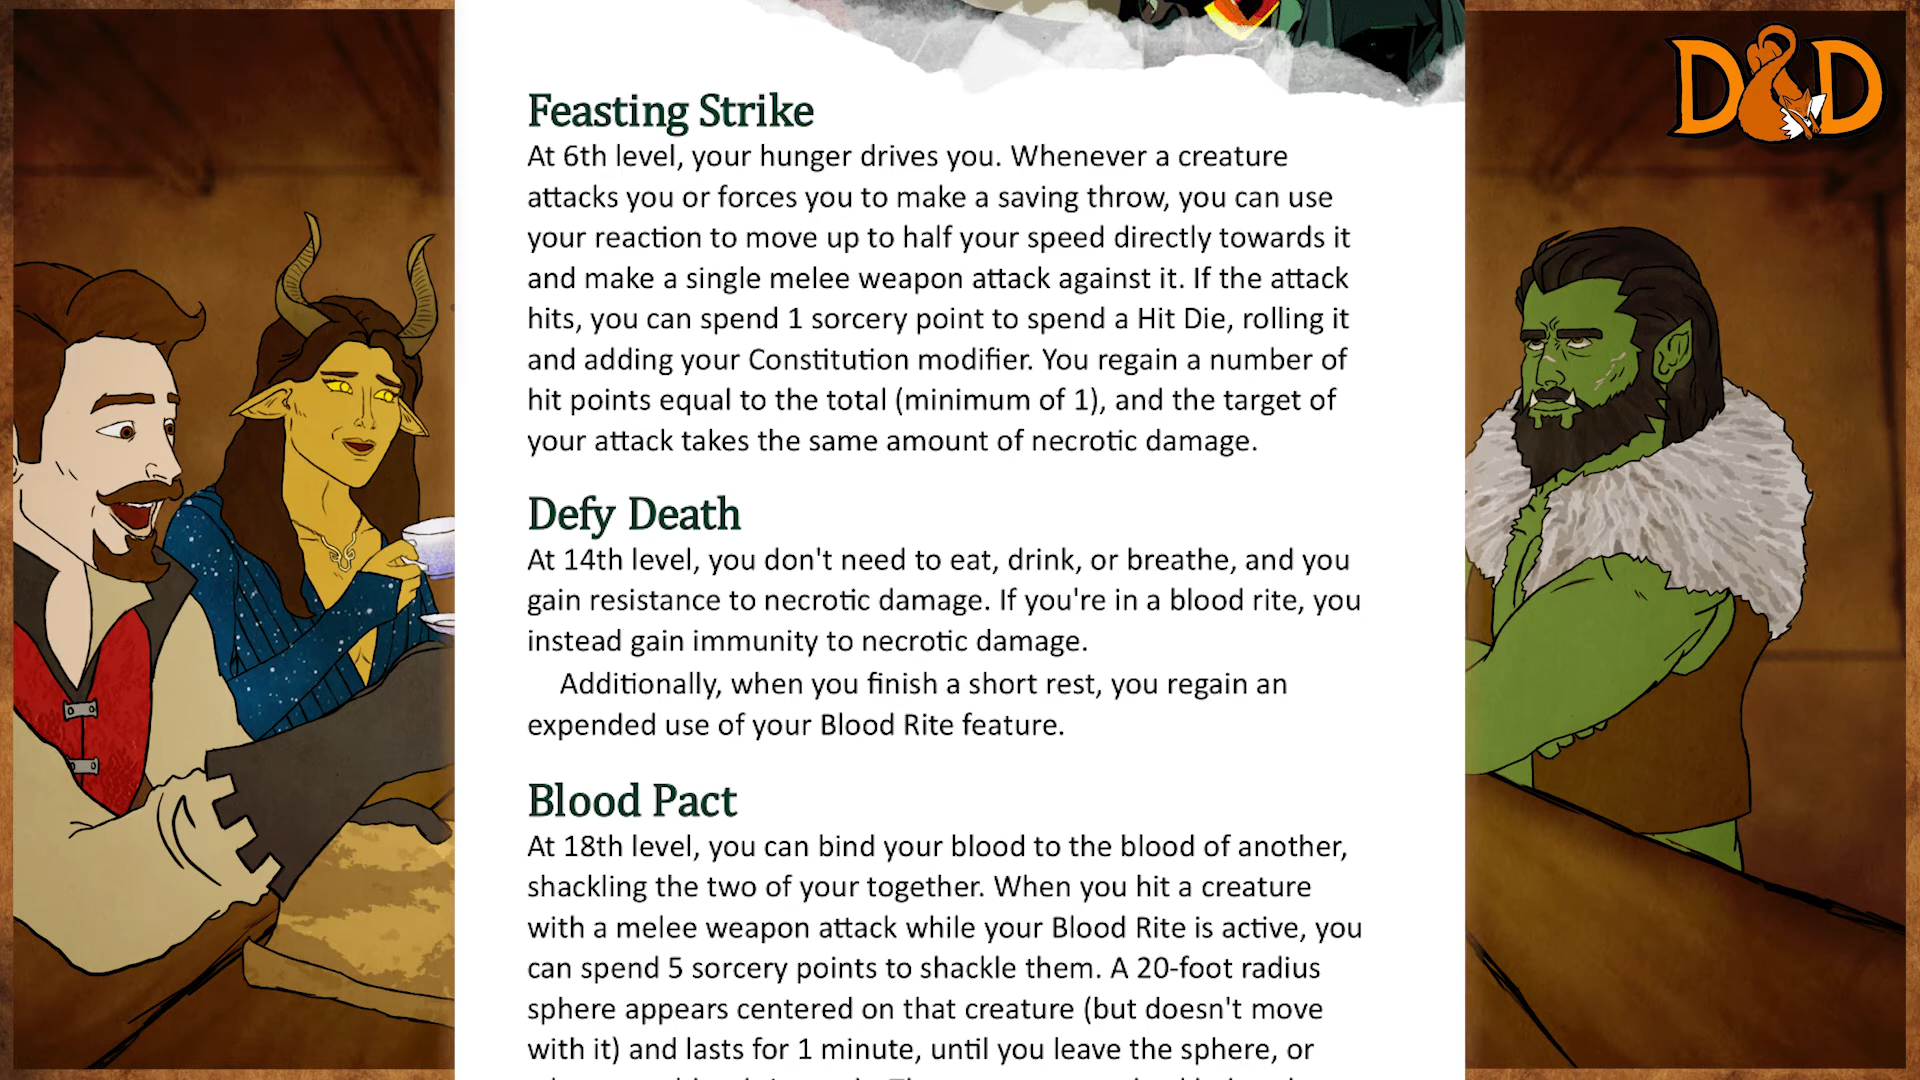 D&D
Feasting Strike
At 6th level, your hunger drives you. Whenever a creature
attacks you or forces you to make a saving throw, you can use
your reaction to move up to half your speed directly towards it
and make a single melee weapon attack against it. If the attack
hits, you can spend 1 sorcery point to spend a Hit Die, rolling it
and adding your Constitution modifier. You regain a number of
hit points equal to the total (minimum of 1), and the target of
your attack takes the same amount of necrotic damage.
Defy Death
At 14th level, you don't need to eat, drink, or breathe, and you
gain resistance to necrotic damage. If you're in a blood rite, you
instead gain immunity to necrotic damage.
Additionally, when you finish a short rest, you regain an
expended use of your Blood Rite feature.
Blood Pact
At 18th level, you can bind your blood to the blood of another,
shackling the two of your together. When you hit a creature
with a melee weapon attack while your Blood Rite is active, you
can spend 5 sorcery points to shackle them. A 20-foot radius
sphere appears centered on that creature (but doesn't move
with it) and lasts for 1 minute, until you leave the sphere, or